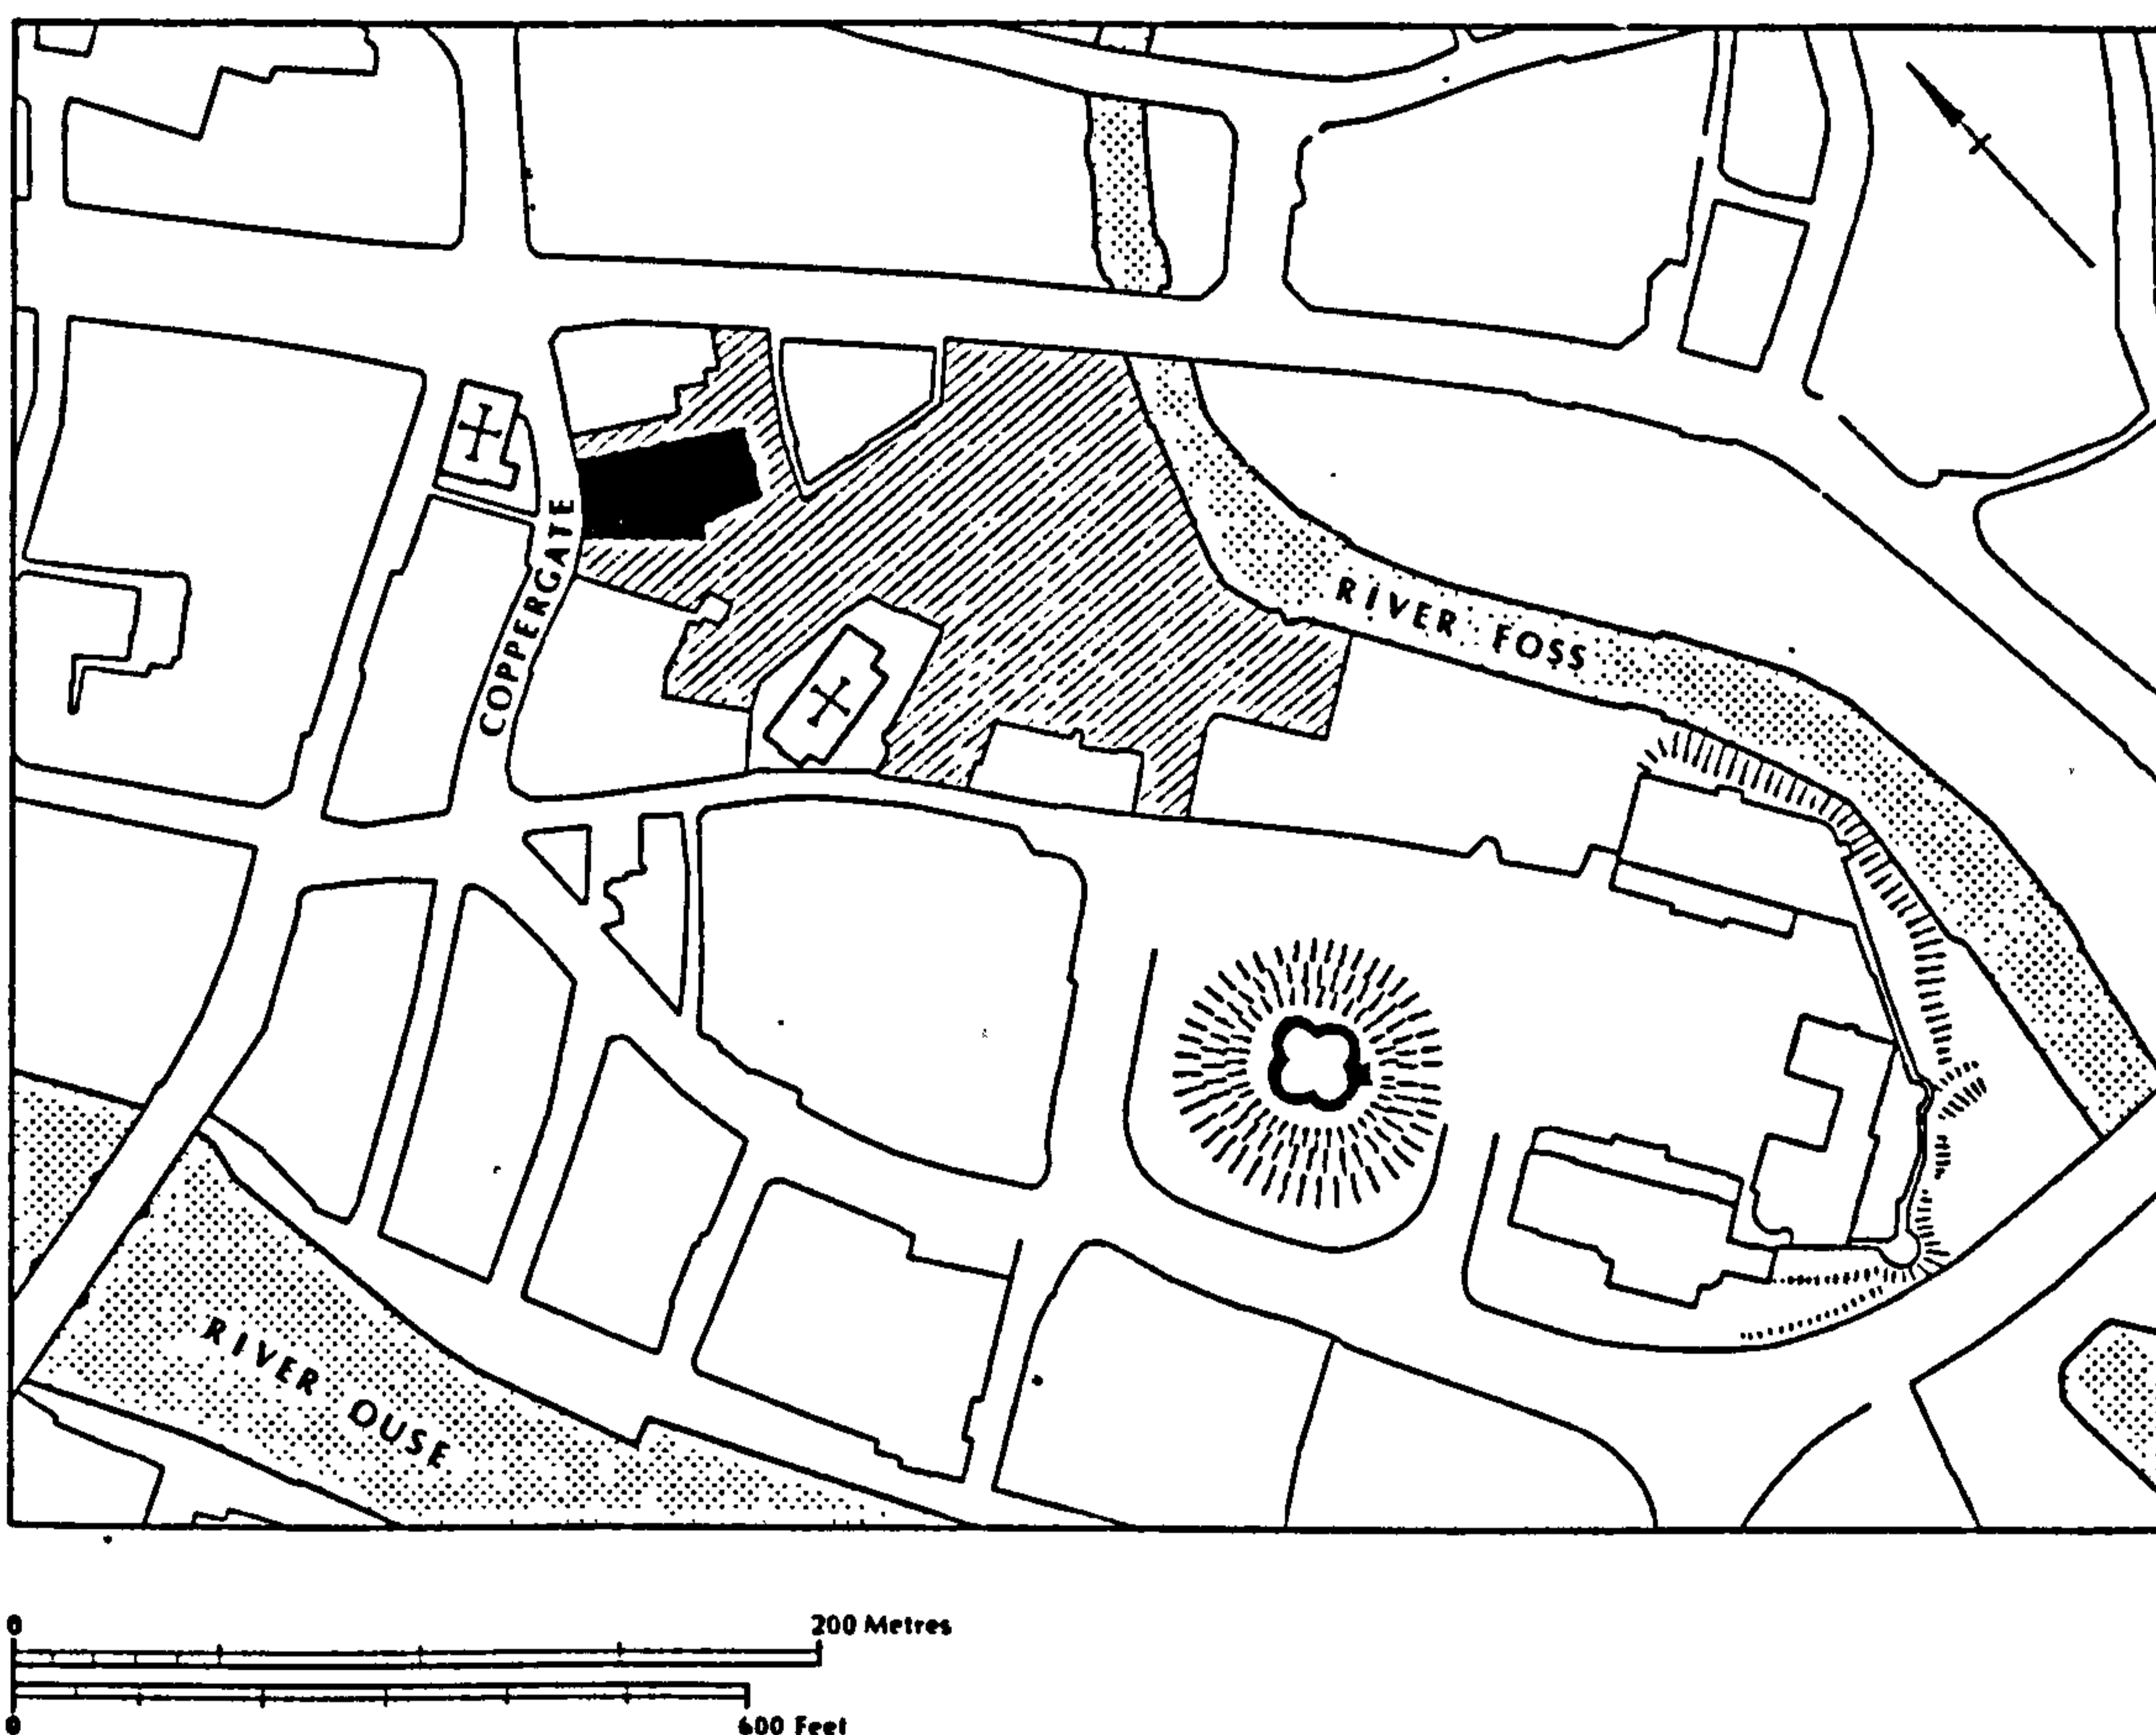 COPPERGATE
RIVER FOSS
RIVER OUSE
0 200 Metres
0 600 Feet